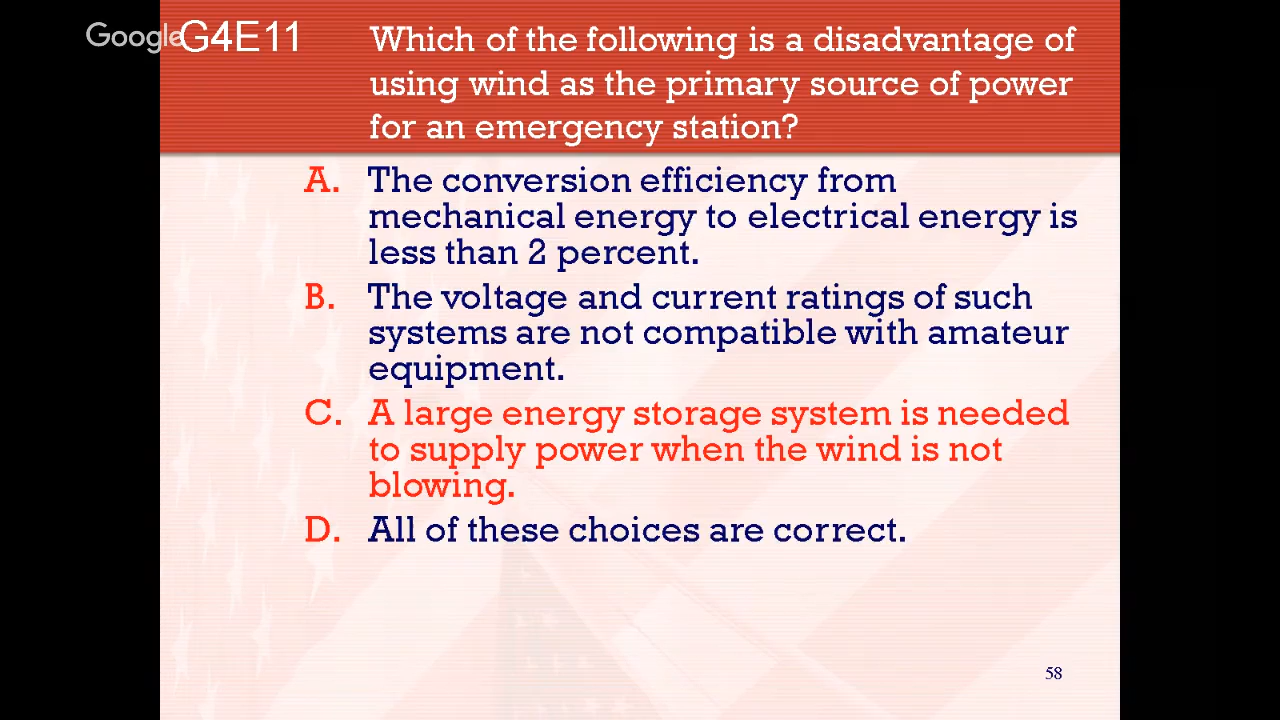 Google G4E11
Which of the following is a disadvantage of
using wind as the primary source of power
for an emergency station?
A. The conversion efficiency from
mechanical energy to electrical energy is
less than 2 percent.
B. The voltage and current ratings of such
systems are not compatible with amateur
equipment.
C. A large energy storage system is needed
to supply power when the wind is not
blowing.
D. All of these choices are correct.
58